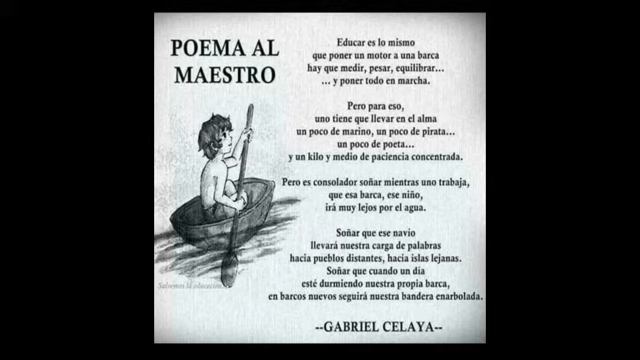 POEMA AL
MAESTRO
Educar es lo mismo
que poner un motor a una barca
hay que medir, pesar, equilibrar...
... y poner todo en marcha.
Pero para eso,
uno tiene que llevar en el alma
un poco de marino, un poco de pirata...
un poco de poeta...
y un kilo y medio de paciencia concentrada.
Pero es consolador soñar mientras uno trabaja,
que esa barca, ese niño,
irá muy lejos por el agua.
Soñar que ese navio
llevará nuestra carga de palabras
hacia pueblos distantes, hacia islas lejanas.
Soñar que cuando un día
esté durmiendo nuestra propia barca,
en barcos nuevos seguirá nuestra bandera enarbolada.
Salvemos la educación
--GABRIEL CELAYA--